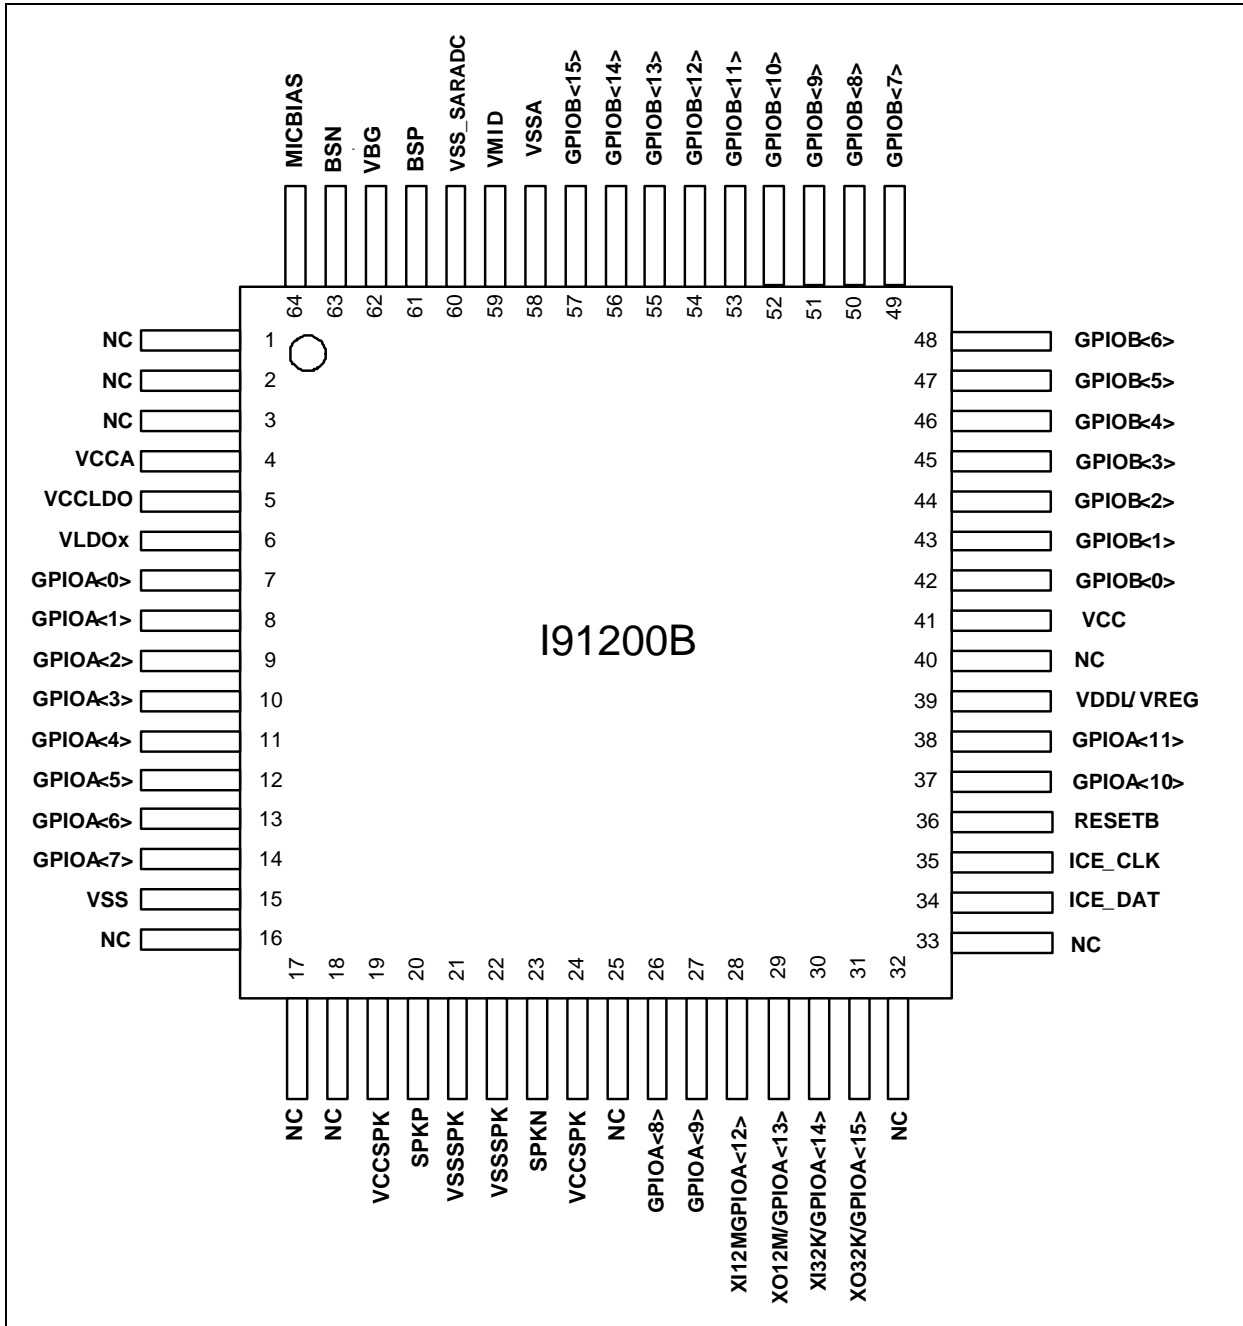 MICBIAS
BSN
VBG
BSP
VSS_SARADC
VMID
VSSA
GPIOB<15>
GPIOB<14>
GPIOB<13>
GPIOB<12>
GPIOB<11>
GPIOB<10>
GPIOB<9>
GPIOB<8>
GPIOB<7>
64
63
62
61
60
59
58
57
56
55
54
53
52
51
50
49
NC 1
NC 2
NC 3
VCCA 4
VCCLDO 5
VLDOx 6
GPIOA<0> 7
GPIOA<1> 8
GPIOA<2> 9
GPIOA<3> 10
GPIOA<4> 11
GPIOA<5> 12
GPIOA<6> 13
GPIOA<7> 14
VSS 15
NC 16
I91200B
48 GPIOB<6>
47 GPIOB<5>
46 GPIOB<4>
45 GPIOB<3>
44 GPIOB<2>
43 GPIOB<1>
42 GPIOB<0>
41 VCC
40 NC
39 VDDL/VREG
38 GPIOA<11>
37 GPIOA<10>
36 RESETB
35 ICE_CLK
34 ICE_DAT
33 NC
17
18
19
20
21
22
23
24
25
26
27
28
29
30
31
32
NC
NC
VCCSPK
SPKP
VSSSPK
VSSSPK
SPKN
VCCSPK
NC
GPIOA<8>
GPIOA<9>
XI12MGPIOA<12>
XO12M/GPIOA<13>
XI32K/GPIOA<14>
XO32K/GPIOA<15>
NC